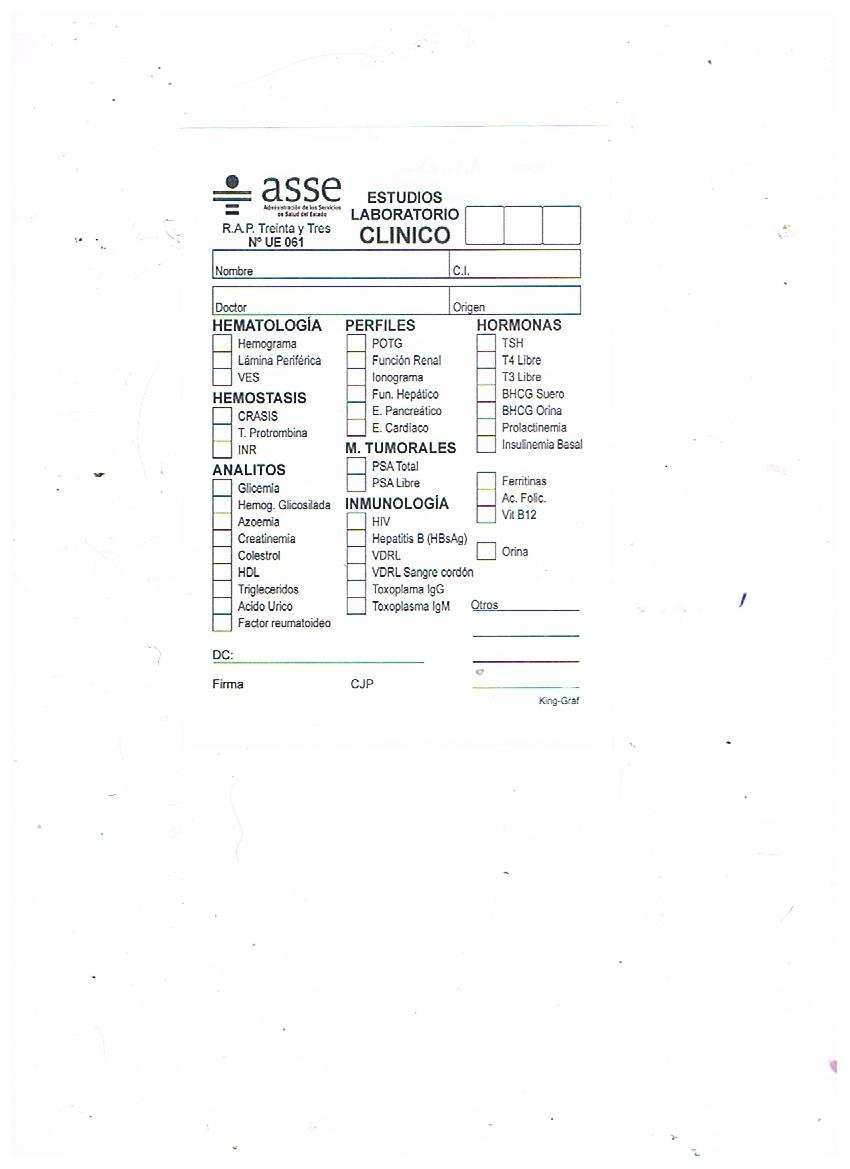 asse
Administración de los Servicios
de Salud del Estado
R.A.P. Treinta y Tres
Nº UE 061
ESTUDIOS
LABORATORIO
CLINICO
Nombre
C.I.
Doctor
Origen
HEMATOLOGÍA
Hemograma
Lámina Periférica
VES
HEMOSTASIS
CRASIS
T. Protrombina
INR
ANALITOS
Glicemia
Hemog. Glicosilada
Azoemia
Creatinemia
Colestrol
HDL
Trigleceridos
Acido Urico
Factor reumatoideo
PERFILES
POTG
Función Renal
Ionograma
Fun. Hepático
E. Pancreático
E. Cardíaco
M. TUMORALES
PSA Total
PSA Libre
INMUNOLOGÍA
HIV
Hepatitis B (HBsAg)
VDRL
VDRL Sangre cordón
Toxoplama IgG
Toxoplasma IgM
HORMONAS
TSH
T4 Libre
T3 Libre
BHCG Suero
BHCG Orina
Prolactinemia
Insulinemia Basal
Ferritinas
Ac. Folic.
Vit B12
Orina
Otros
DC:
Firma
CJP
King-Graf